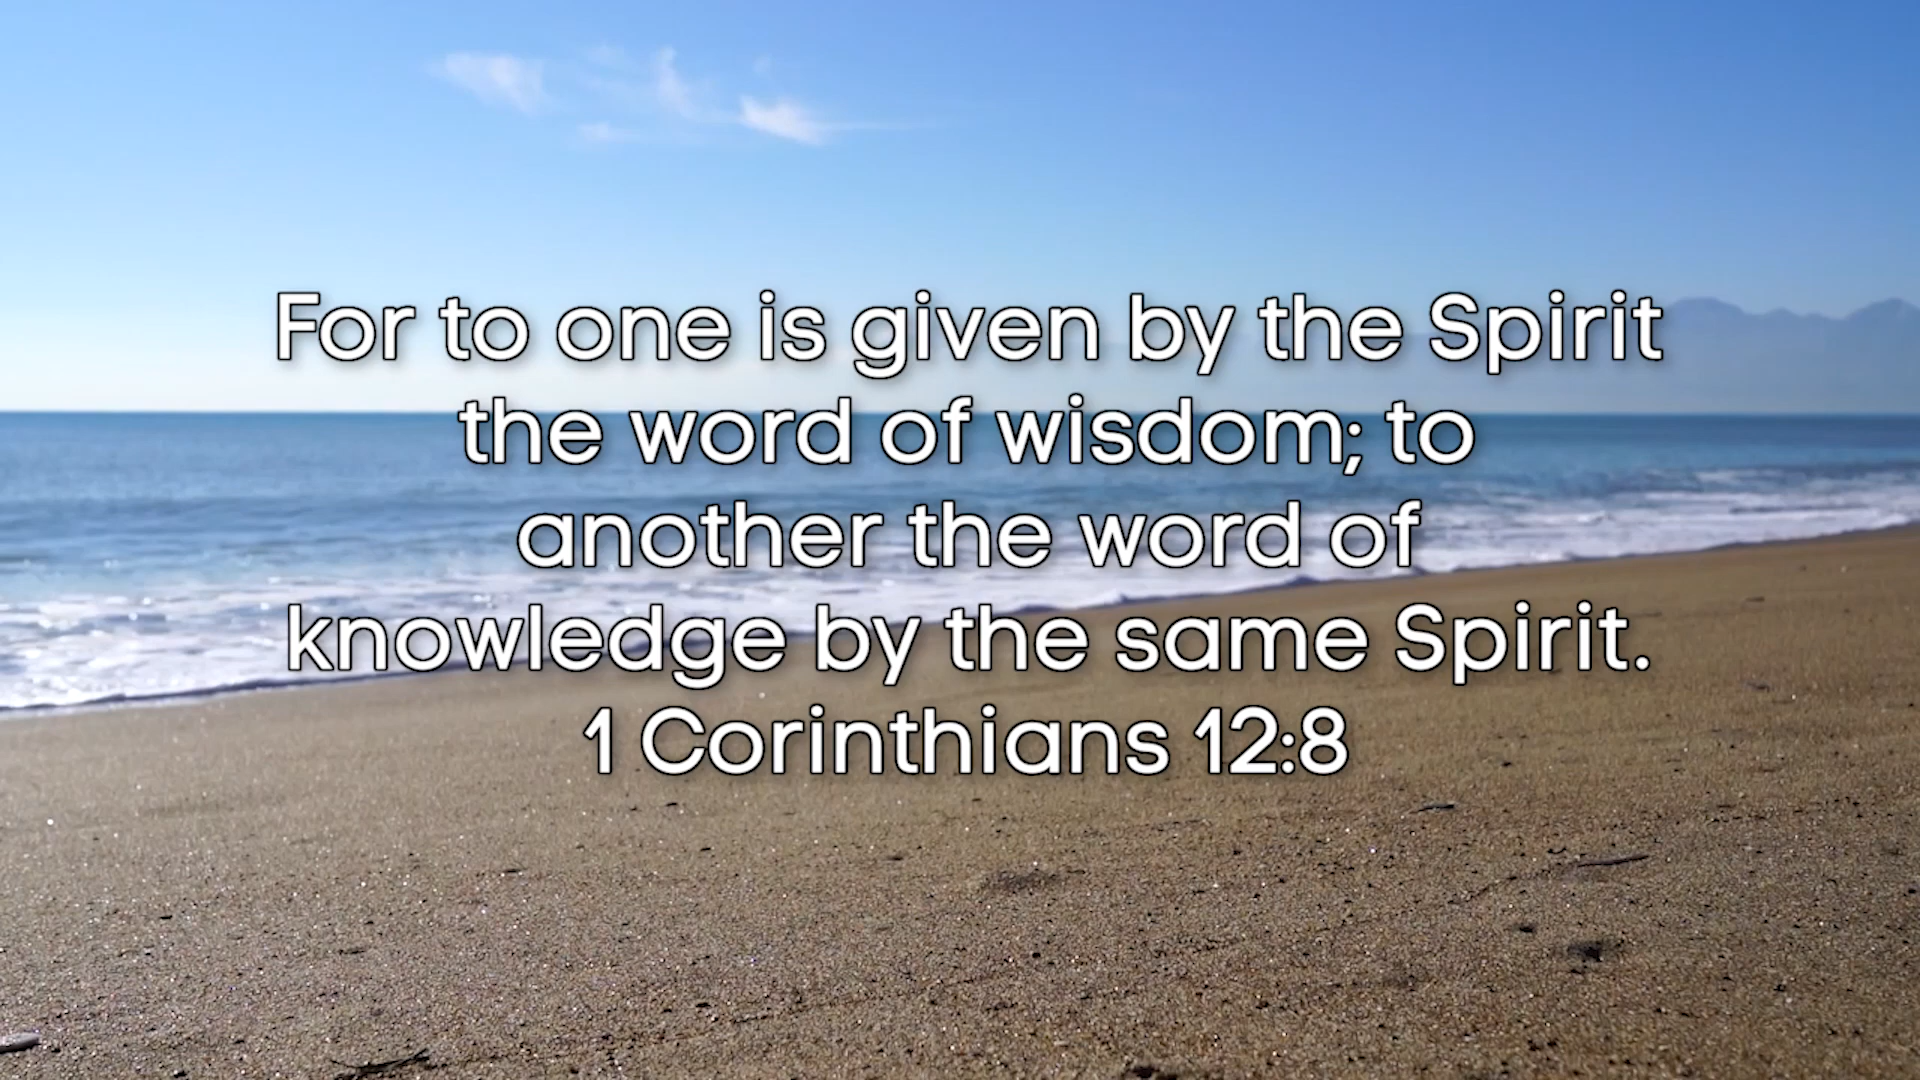 For to one is given by the Spirit
the word of wisdom; to
another the word of
knowledge by the same Spirit.
1 Corinthians 12:8